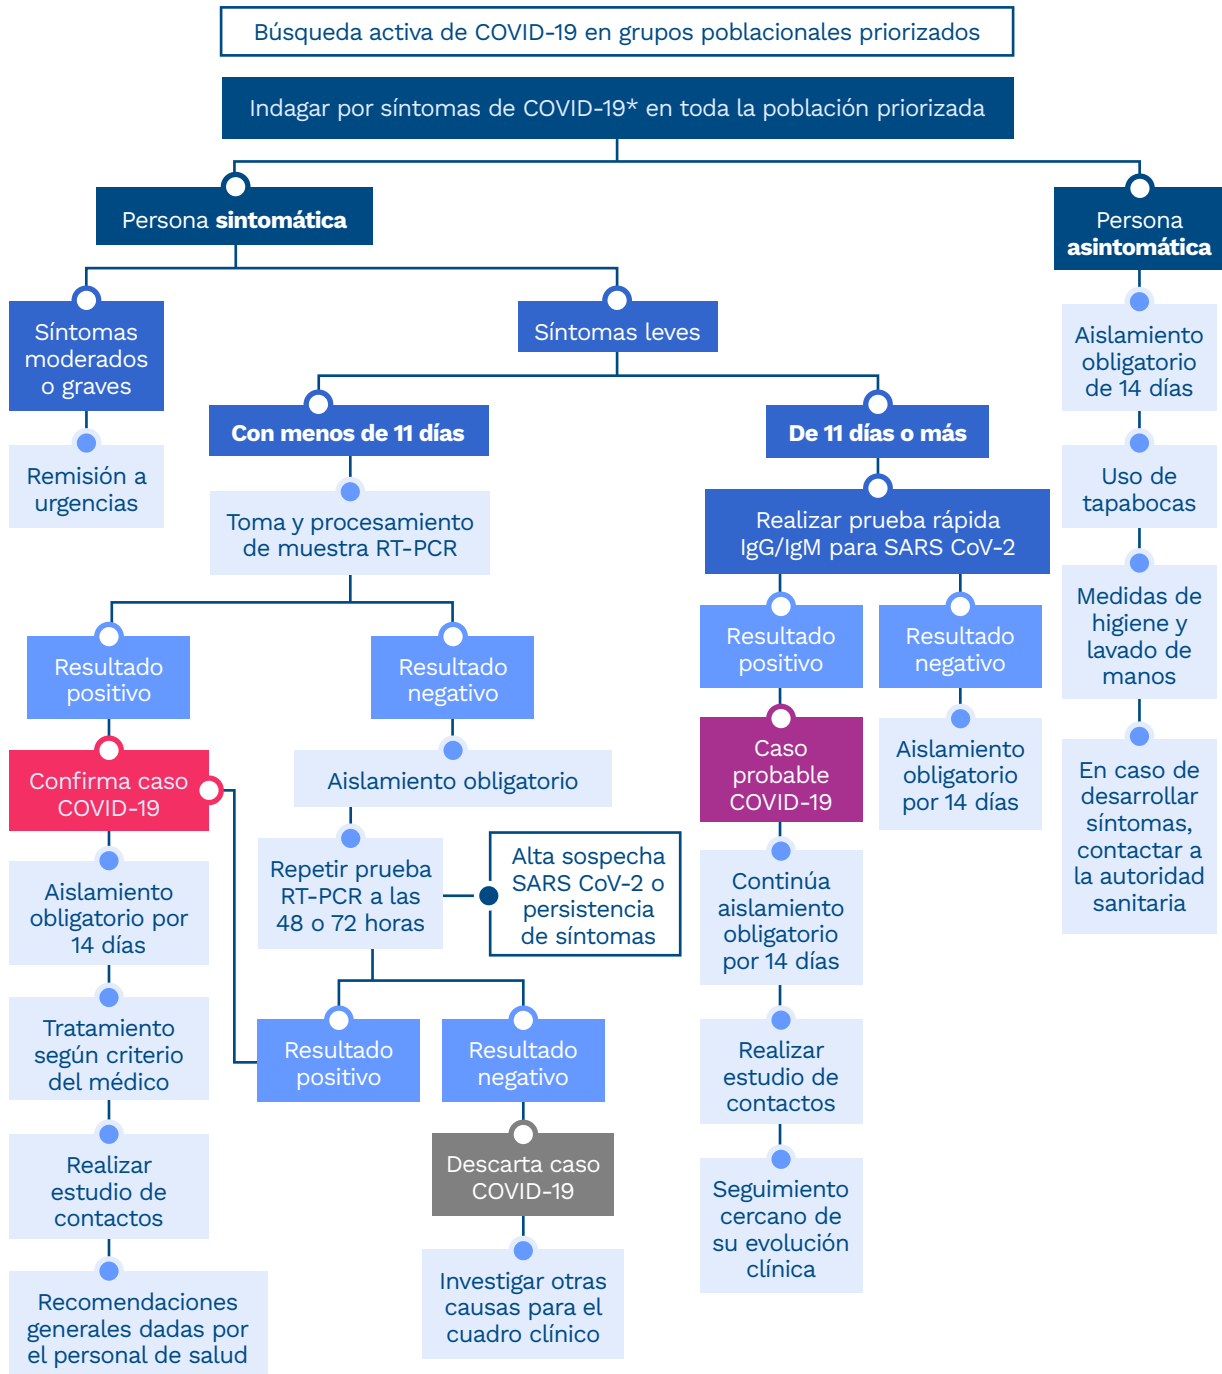 Búsqueda activa de COVID-19 en grupos poblacionales priorizados
Indagar por síntomas de COVID-19* en toda la población priorizada
Persona sintomática
Persona
asintomática
Síntomas
moderados
o graves
Remisión a
urgencias
Síntomas leves
Con menos de 11 días
Toma y procesamiento
de muestra RT-PCR
Resultado
positivo
Confirma caso
COVID-19
Aislamiento
obligatorio por
14 días
Tratamiento
según criterio
del médico
Realizar
estudio de
contactos
Recomendaciones
generales dadas por
el personal de salud
Resultado
negativo
Aislamiento obligatorio
Repetir prueba
RT-PCR a las
48 o 72 horas
Alta sospecha
SARS CoV-2 o
persistencia
de síntomas
Resultado
positivo
Resultado
negativo
Descarta caso
COVID-19
Investigar otras
causas para el
cuadro clínico
De 11 días o más
Realizar prueba rápida
IgG/IgM para SARS CoV-2
Resultado
positivo
Caso
probable
COVID-19
Continúa
aislamiento
obligatorio
por 14 días
Realizar
estudio de
contactos
Seguimiento
cercano de
su evolución
clínica
Resultado
negativo
Aislamiento
obligatorio
por 14 días
Aislamiento
obligatorio
de 14 días
Uso de
tapabocas
Medidas de
higiene y
lavado de
manos
En caso de
desarrollar
síntomas,
contactar a
la autoridad
sanitaria